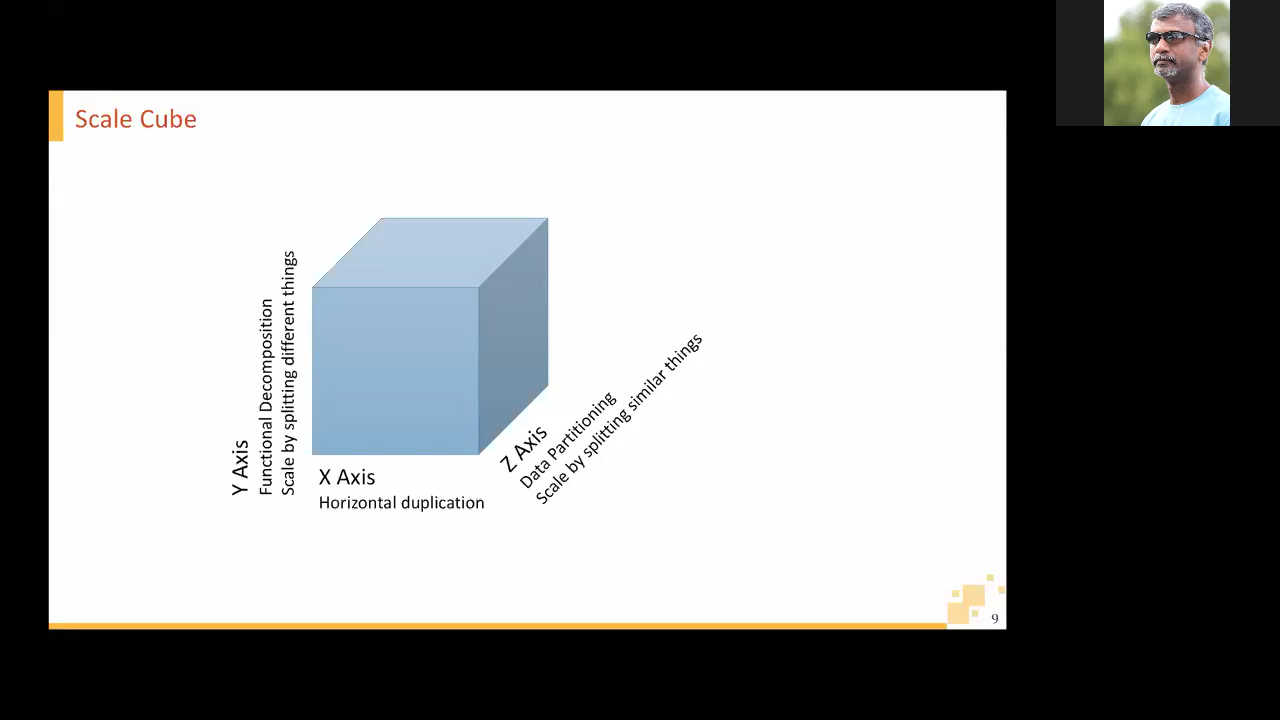 Scale Cube
Y Axis
Functional Decomposition
Scale by splitting different things
X Axis
Horizontal duplication
Z Axis
Data Partitioning
Scale by splitting similar things
9